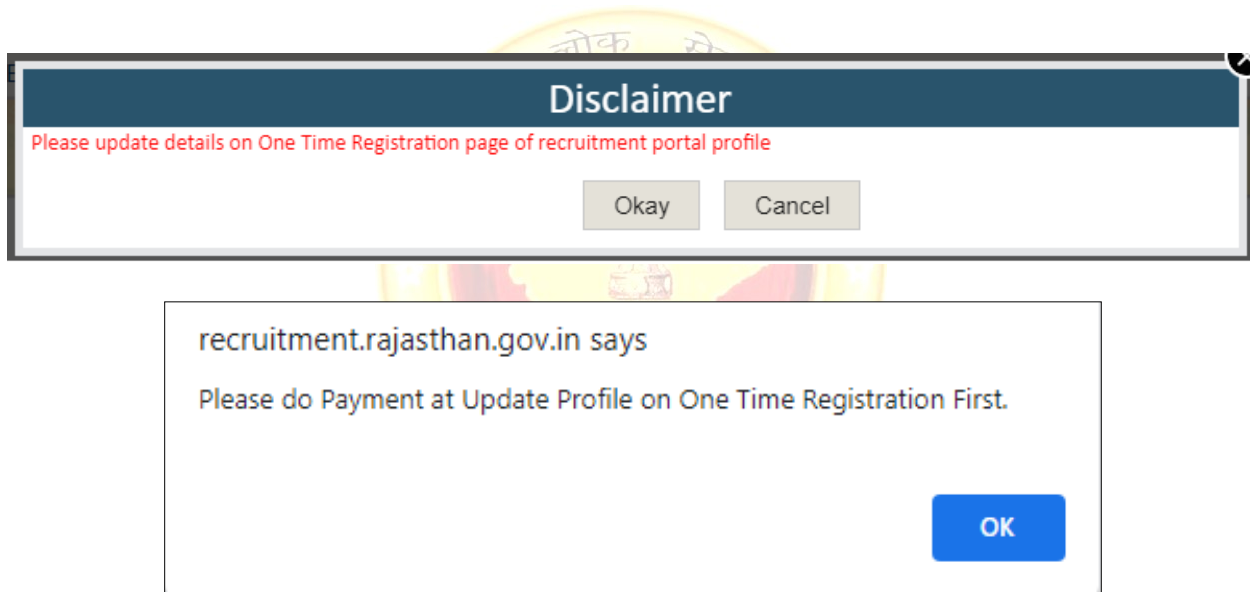 लोक
Disclaimer
Please update details on One Time Registration page of recruitment portal profile
Okay Cancel
recruitment.rajasthan.gov.in says
Please do Payment at Update Profile on One Time Registration First.
OK